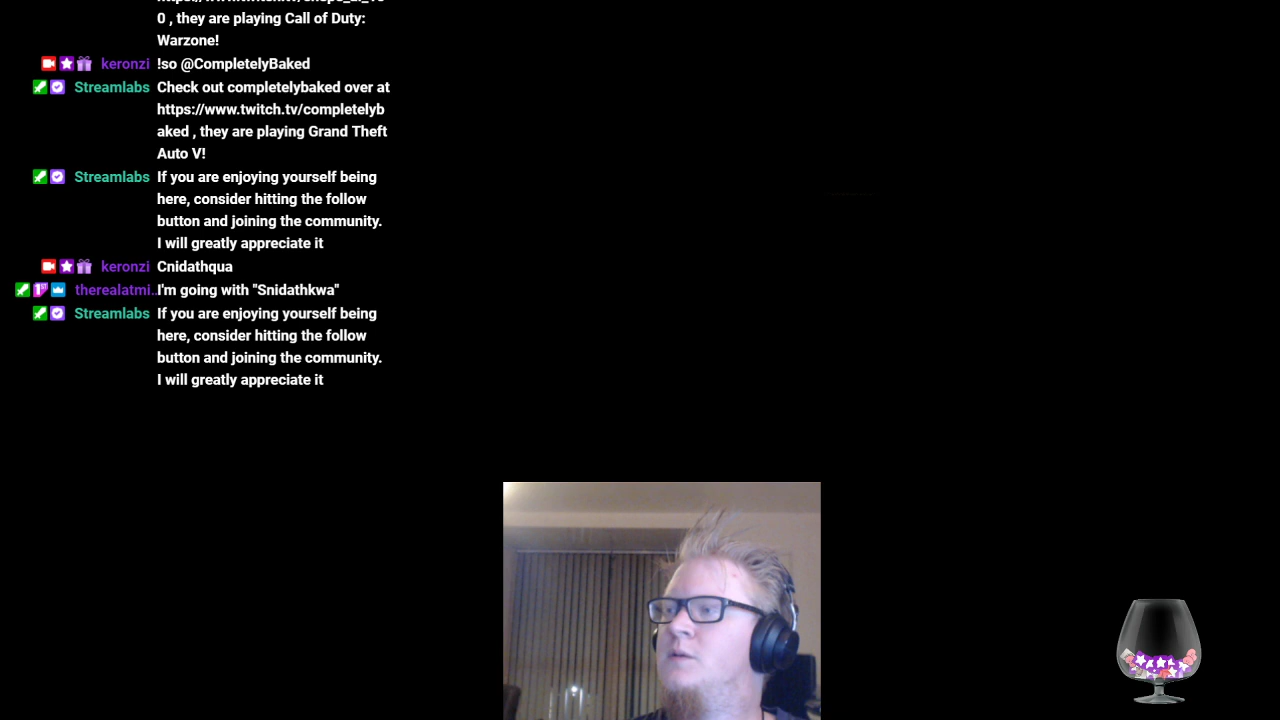 0 , they are playing Call of Duty:
Warzone!
keronzi !so @CompletelyBaked
Streamlabs Check out completelybaked over at
https://www.twitch.tv/completelyb
aked , they are playing Grand Theft
Auto V!
Streamlabs If you are enjoying yourself being
here, consider hitting the follow
button and joining the community.
I will greatly appreciate it
keronzi Cnidathqua
therealatmi.. I'm going with "Snidathkwa"
Streamlabs If you are enjoying yourself being
here, consider hitting the follow
button and joining the community.
I will greatly appreciate it